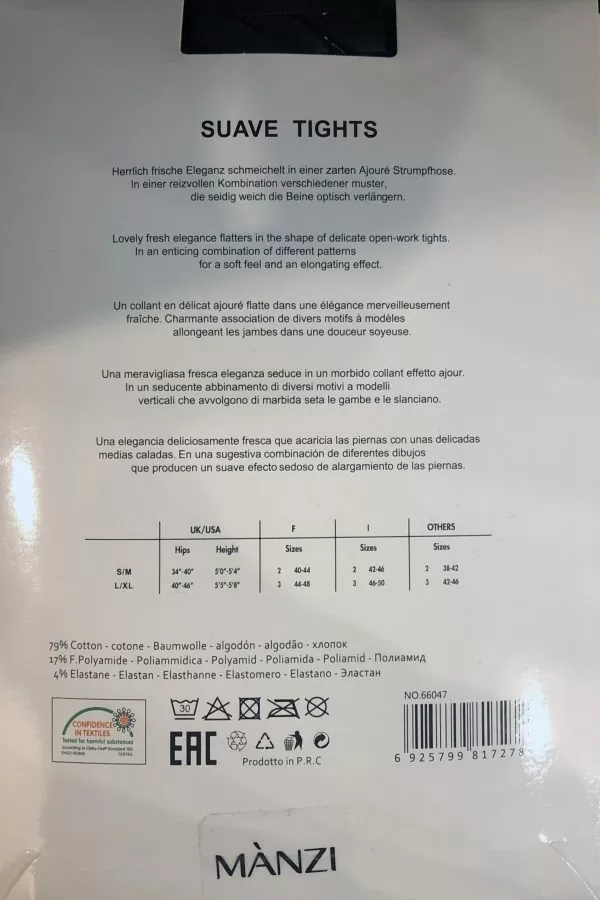 SUAVE TIGHTS
Herrlich frische Eleganz schmeichelt in einer zarten Ajouré Strumpfhose.
In einer reizvollen Kombination verschiedener muster,
die seidig weich die Beine optisch verlängern.
Lovely fresh elegance flatters in the shape of delicate open-work tights.
In an enticing combination of different patterns
for a soft feel and an elongating effect.
Un collant en délicat ajouré flatte dans une élégance merveilleusement
fraîche. Charmante association de divers motifs à modèles
allongeant les jambes dans une douceur soyeuse.
Una meravigliasa fresca eleganza seduce in un morbido collant effetto ajour.
In un seducente abbinamento di diversi motivi a modelli
verticali che avvolgono di marbida seta le gambe e le slanciano.
Una elegancia deliciosamente fresca que acaricia las piernas con unas delicadas
medias caladas. En una sugestiva combinación de diferentes dibujos
que producen un suave efecto sedoso de alargamiento de las piernas.
UK/USA F I OTHERS
Hips Height Sizes Sizes Sizes
S/M 34"-40" 5'0"-5'4" 2 40-44 2 42-46 2 38-42
L/XL 40"-46" 5'5"-5'8" 3 44-48 3 46-50 3 42-46
79% Cotton - cotone - Baumwolle - algodón - algodão - хлопок
17% F.Polyamide - Poliammidica - Polyamid - Poliamida - Poliamid - Полиамид
4% Elastane - Elastan - Elasthanne - Elastomero - Elastano - Эластан
NO.66047
30
CONFIDENCE
IN TEXTILES
Tested for harmful substances
according to Oeko-Tex® Standard 100
TESTEX
EAC
Prodotto in P.R.C
6 925799 817278
MÀNZI